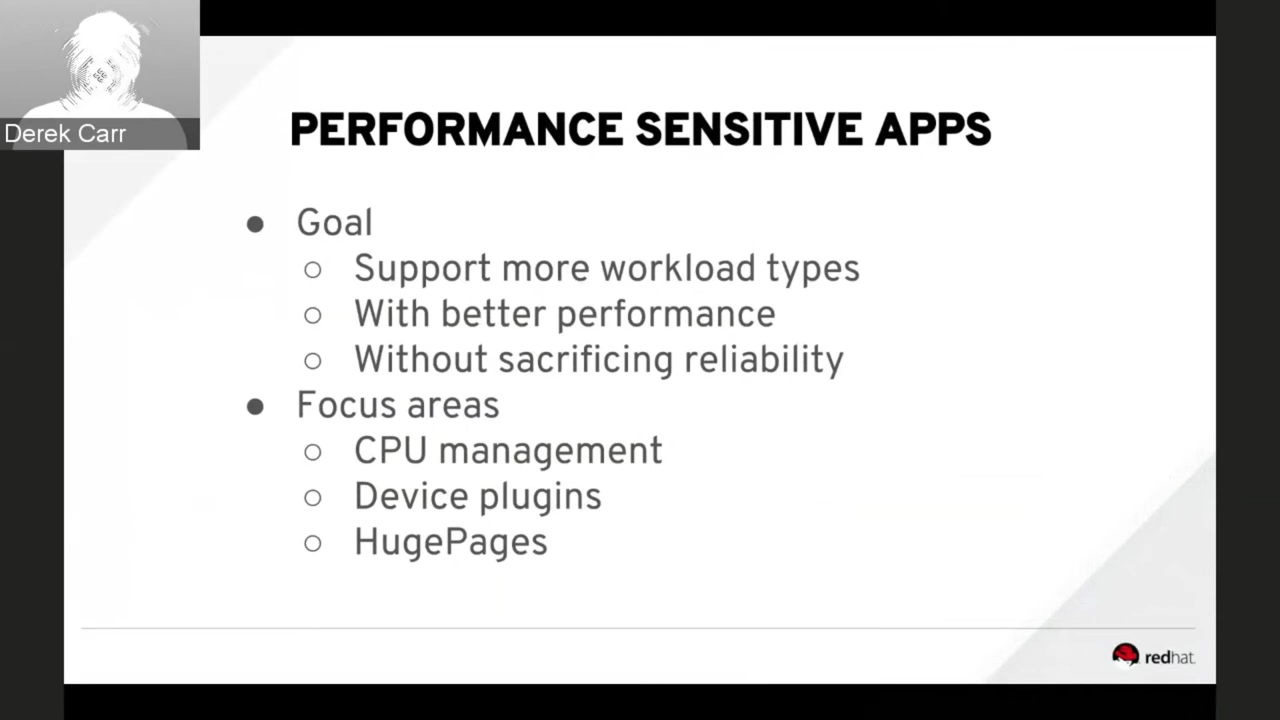 Derek Carr
PERFORMANCE SENSITIVE APPS
● Goal
○ Support more workload types
○ With better performance
○ Without sacrificing reliability
● Focus areas
○ CPU management
○ Device plugins
○ HugePages
redhat.